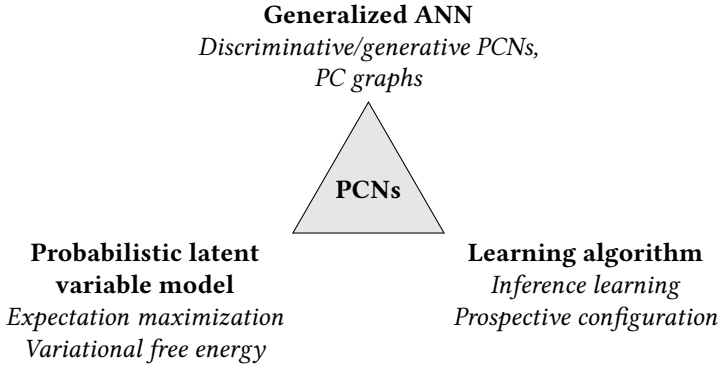 Generalized ANN
Discriminative/generative PCNs,
PC graphs
PCNs
Probabilistic latent
variable model
Expectation maximization
Variational free energy
Learning algorithm
Inference learning
Prospective configuration